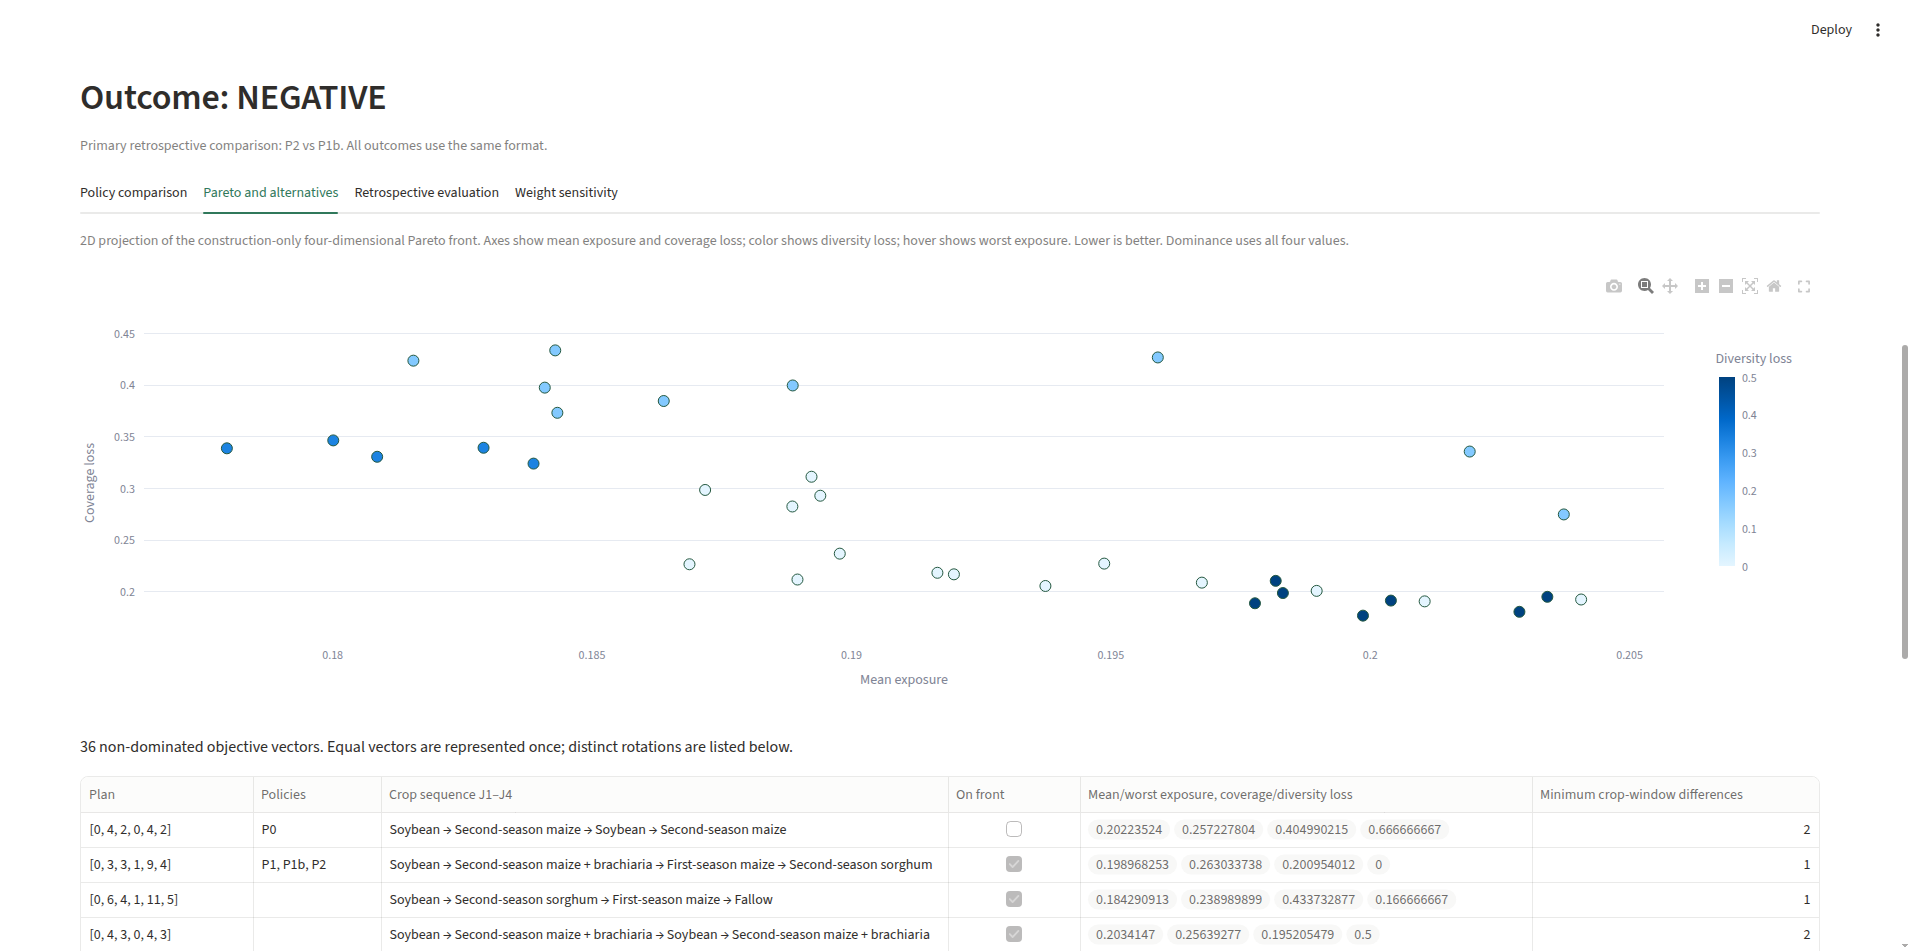 Deploy
Outcome: NEGATIVE
Primary retrospective comparison: P2 vs P1b. All outcomes use the same format.
Policy comparison Pareto and alternatives Retrospective evaluation Weight sensitivity
2D projection of the construction-only four-dimensional Pareto front. Axes show mean exposure and coverage loss; color shows diversity loss; hover shows worst exposure. Lower is better. Dominance uses all four values.
Coverage loss
0.45
0.4
0.35
0.3
0.25
0.2
0.18 0.185 0.19 0.195 0.2 0.205
Mean exposure
Diversity loss
0.5
0.4
0.3
0.2
0.1
0
36 non-dominated objective vectors. Equal vectors are represented once; distinct rotations are listed below.
Plan Policies Crop sequence J1–J4 On front Mean/worst exposure, coverage/diversity loss Minimum crop-window differences
[0, 4, 2, 0, 4, 2] P0 Soybean → Second-season maize → Soybean → Second-season maize 0.20223524 0.257227804 0.404990215 0.666666667 2
[0, 3, 3, 1, 9, 4] P1, P1b, P2 Soybean → Second-season maize + brachiaria → First-season maize → Second-season sorghum 0.198968253 0.263033738 0.200954012 0 1
[0, 6, 4, 1, 11, 5] Soybean → Second-season sorghum → First-season maize → Fallow 0.184290913 0.238989899 0.433732877 0.166666667 1
[0, 4, 3, 0, 4, 3] Soybean → Second-season maize + brachiaria → Soybean → Second-season maize + brachiaria 0.2034147 0.25639277 0.195205479 0.5 2